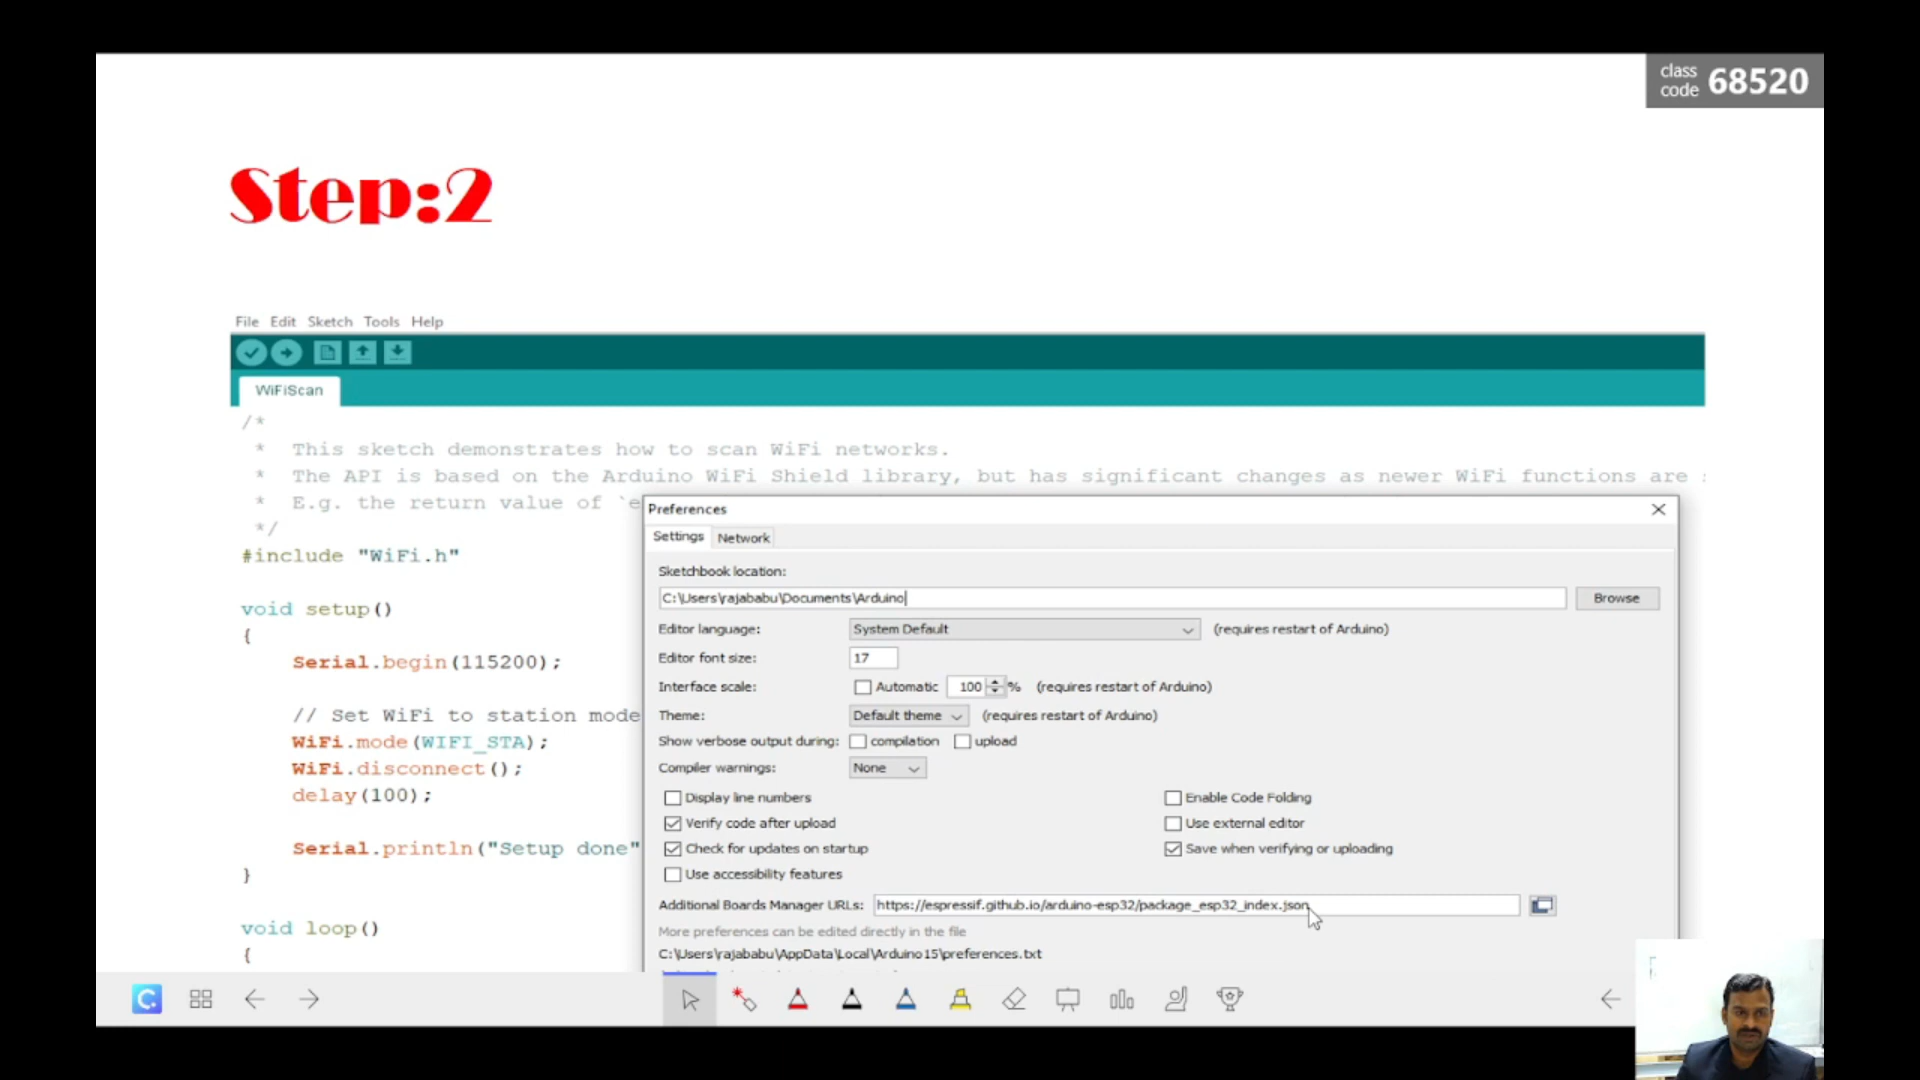 class
code 68520
Step:2
File Edit Sketch Tools Help
WiFiScan
/*
* This sketch demonstrates how to scan WiFi networks.
* The API is based on the Arduino WiFi Shield library, but has significant changes as newer WiFi functions are
* E.g. the return value of `e
*/
#include "WiFi.h"
void setup()
{
Serial.begin(115200);
// Set WiFi to station mode
WiFi.mode(WIFI_STA);
WiFi.disconnect();
delay(100);
Serial.println("Setup done"
}
void loop()
{
Preferences
Settings Network
Sketchbook location:
C:\Users\rajababu\Documents\Arduino
Browse
Editor language: System Default (requires restart of Arduino)
Editor font size: 17
Interface scale: Automatic 100 % (requires restart of Arduino)
Theme: Default theme (requires restart of Arduino)
Show verbose output during: compilation upload
Compiler warnings: None
Display line numbers Enable Code Folding
Verify code after upload Use external editor
Check for updates on startup Save when verifying or uploading
Use accessibility features
Additional Boards Manager URLs: https://espressif.github.io/arduino-esp32/package_esp32_index.json
More preferences can be edited directly in the file
C:\Users\rajababu\AppData\Local\Arduino15\preferences.txt